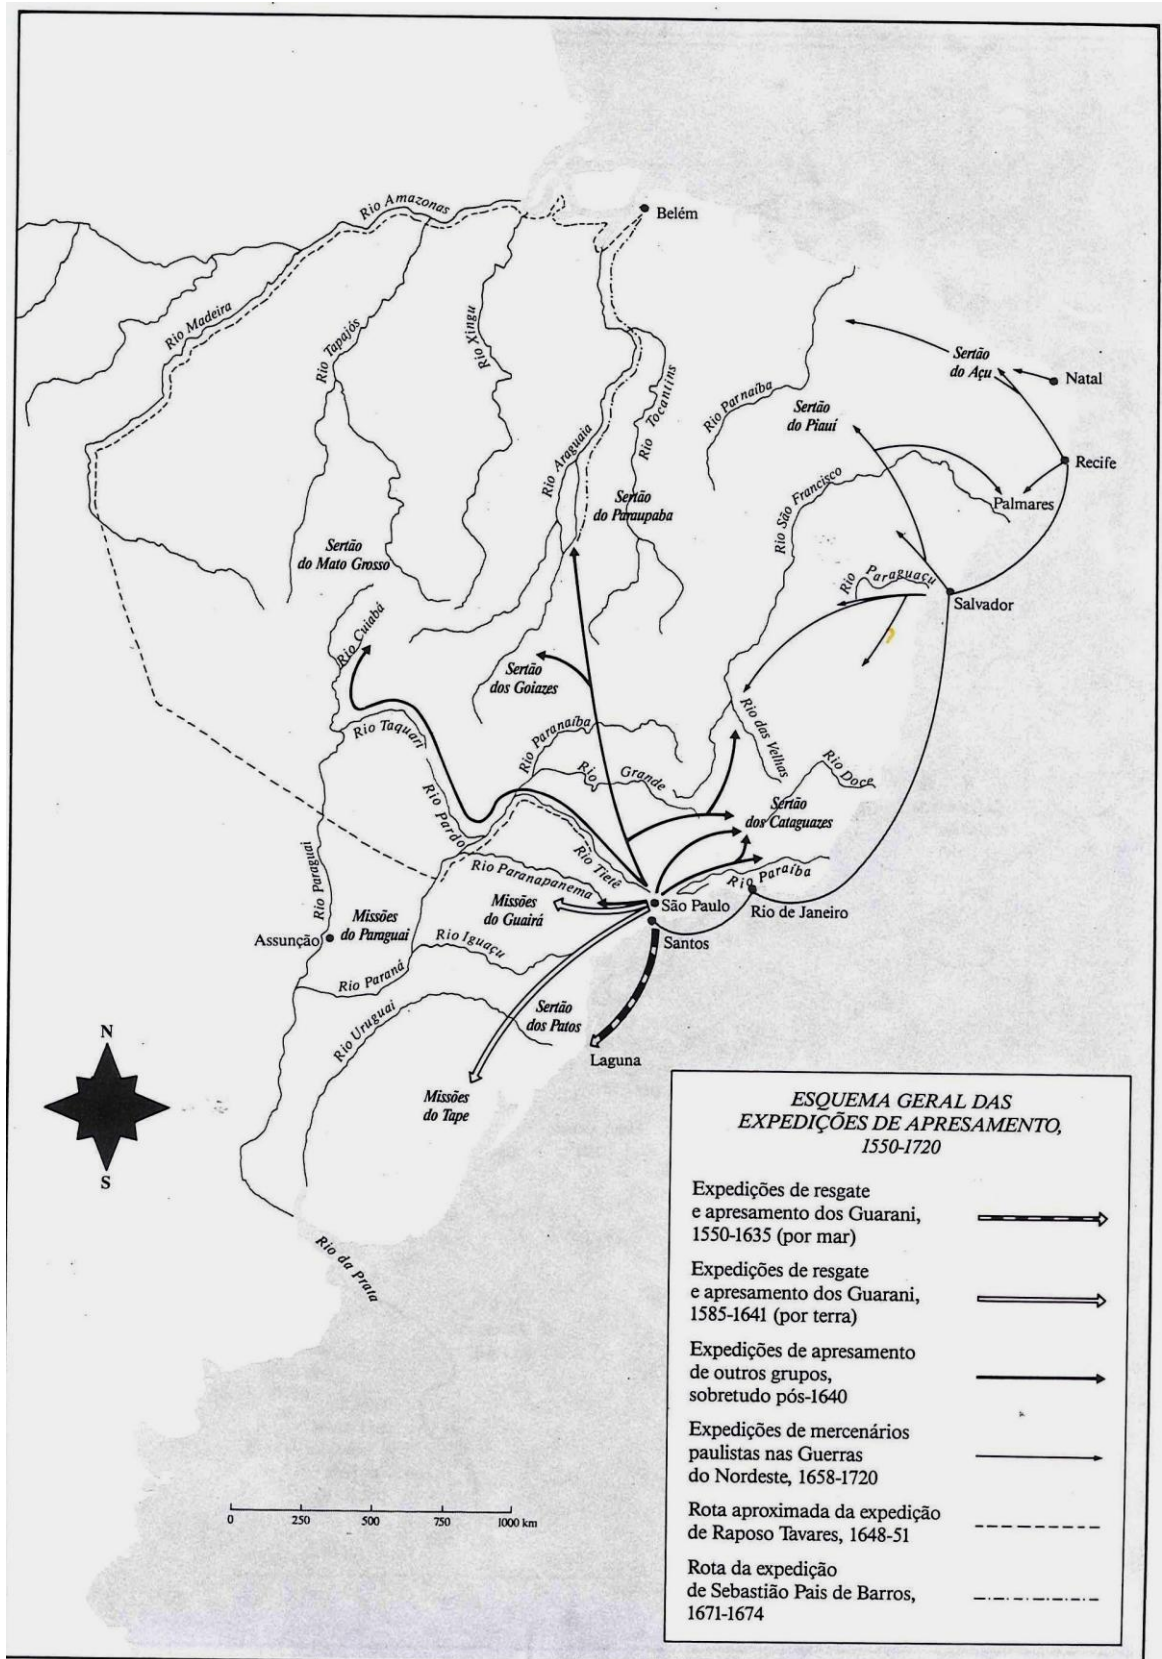 Rio Amazonas
Belém
Rio Madeira
Rio Tapajós
Rio Xingu
Rio Araguaia
Rio Tocantins
Rio Parnaíba
Sertão
do Açu
Natal
Sertão
do Piauí
Recife
Rio São Francisco
Palmares
Sertão
do Paraupaba
Sertão
do Mato Grosso
Rio Paraguaçu
Salvador
Rio Cuiabá
Sertão
dos Goiazes
Rio Taquari
Rio Paranaíba
Rio das Velhas
Rio Grande
Rio Doce
Sertão
dos Cataguazes
Rio Pardo
Rio Tietê
Rio Paraíba
Rio Paraguai
Rio Paranapanema
Missões
do Guairá
São Paulo
Rio de Janeiro
Missões
do Paraguai
Assunção
Rio Iguaçu
Santos
Rio Paraná
Rio Uruguai
Sertão
dos Patos
Laguna
Missões
do Tape
N
S
Rio da Prata
0 250 500 750 1000 km
ESQUEMA GERAL DAS
EXPEDIÇÕES DE APRESAMENTO,
1550-1720
Expedições de resgate
e apresamento dos Guarani,
1550-1635 (por mar)
Expedições de resgate
e apresamento dos Guarani,
1585-1641 (por terra)
Expedições de apresamento
de outros grupos,
sobretudo pós-1640
Expedições de mercenários
paulistas nas Guerras
do Nordeste, 1658-1720
Rota aproximada da expedição
de Raposo Tavares, 1648-51
Rota da expedição
de Sebastião Pais de Barros,
1671-1674